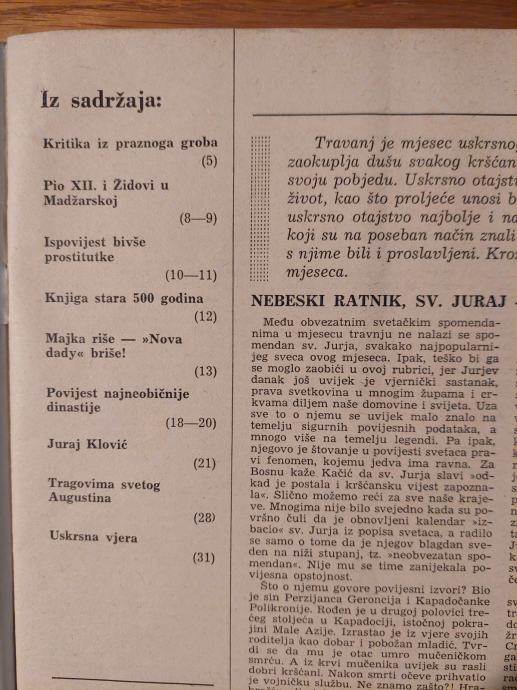 Iz sadržaja:
Kritika iz praznoga groba
(5)
Pio XII. i Židovi u
Madžarskoj
(8—9)
Ispovijest bivše
prostitutke
(10—11)
Knjiga stara 500 godina
(12)
Majka riše — »Nova
dady« briše!
(13)
Povijest najneobičnije
dinastije
(18—20)
Juraj Klović
(21)
Tragovima svetog
Augustina
(28)
Uskrsna vjera
(31)
Travanj je mjesec uskrsnog
zaokuplja dušu svakog kršćan
svoju pobjedu. Uskrsno otajst
život, kao što proljeće unosi b
uskrsno otajstvo najbolje i na
koji su na poseban način znali
s njime bili i proslavljeni. Kroz
mjeseca.
NEBESKI RATNIK, SV. JURAJ
Među obvezatnim svetačkim spomenda-
nima u mjesecu travnju ne nalazi se spo-
mendan sv. Jurja, svakako najpopularni-
jeg sveca ovog mjeseca. Ipak, teško bi ga
se moglo zaobići u ovoj rubrici, jer Jurjev
danak još uvijek je vjernički sastanak,
prava svetkovina u mnogim župama i cr-
kvama diljem naše domovine i svijeta. Uza
sve to o njemu se uvijek malo znalo na
temelju sigurnih povijesnih podataka, a
mnogo više na temelju legendi. Pa ipak,
njegovo je štovanje u povijesti svetaca pra-
vi fenomen, kojemu jedva ima ravna. Za
Bosnu kaže Kačić da sv. Jurja slavi »od-
kad je postala i kršćansku vijest zapozna-
la«. Slično možemo reći za sve naše kraje-
ve. Mnogima nije bilo svejedno kada su po-
vršno čuli da je obnovljeni kalendar »iz-
bacio« sv. Jurja iz popisa svetaca, a radilo
se samo o tome da je njegov blagdan sve-
den na niži stupanj, tz. »neobvezatan spo-
mendan«. Nije mu se time zanijekala po-
vijesna opstojnost.
Što o njemu govore povijesni izvori? Bio
je sin Perzijanca Geroncija i Kapadočanke
Polikronije. Rođen je u drugoj polovici tre-
ćeg stoljeća u Kapadociji, istočnoj pokra-
jini Male Azije. Izrastao je iz vjere svojih
roditelja kao dobar i pobožan mladić. Tvr-
di se da mu je otac umro mučeničkom
smrću. A iz krvi mučenika uvijek su rasli
dobri kršćani. Nakon smrti očeve prihvatio
je vojničku službu. Ne znamo zašto?! Hra-